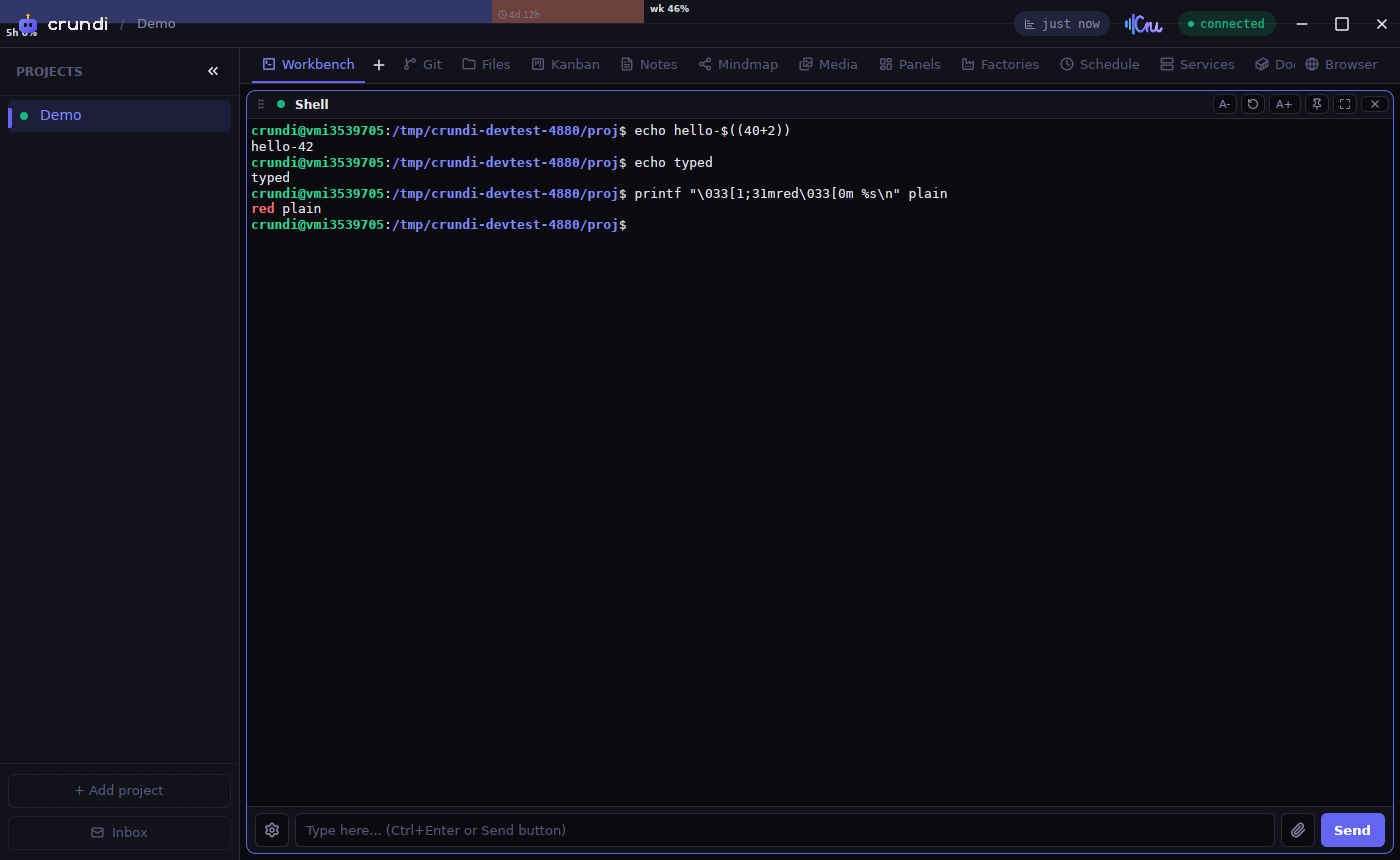 5h 0%
4d 12h
wk 46%
crundi / Demo
just now
Cru
connected
PROJECTS
Workbench + Git Files Kanban Notes Mindmap Media Panels Factories Schedule Services Doc Browser
Demo
Shell
A- A+
crundi@vmi3539705:/tmp/crundi-devtest-4880/proj$ echo hello-$((40+2))
hello-42
crundi@vmi3539705:/tmp/crundi-devtest-4880/proj$ echo typed
typed
crundi@vmi3539705:/tmp/crundi-devtest-4880/proj$ printf "\033[1;31mred\033[0m %s\n" plain
red plain
crundi@vmi3539705:/tmp/crundi-devtest-4880/proj$
+ Add project
Inbox
Type here... (Ctrl+Enter or Send button)
Send